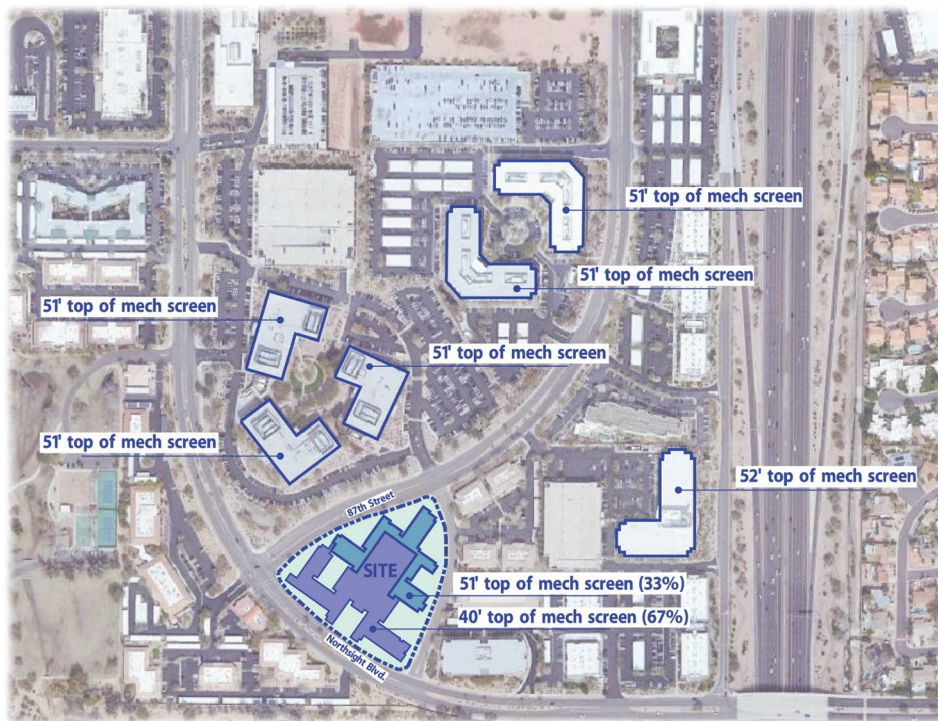 51' top of mech screen
51' top of mech screen
51' top of mech screen
51' top of mech screen
51' top of mech screen
52' top of mech screen
87th Street
SITE
51' top of mech screen (33%)
40' top of mech screen (67%)
Northsight Blvd.